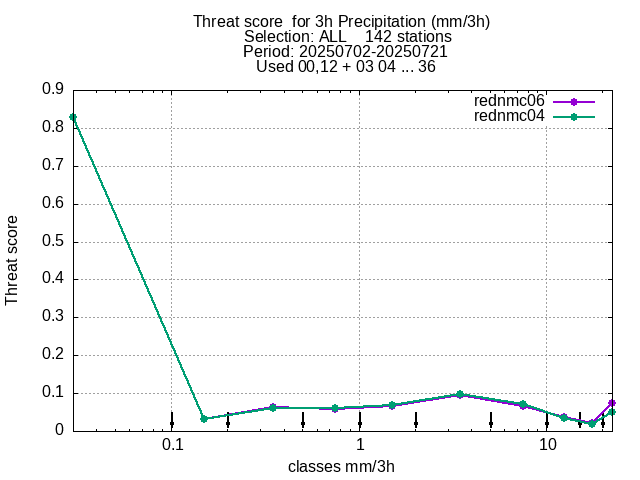 Threat score  for 3h Precipitation (mm/3h)
Selection: ALL    142 stations
Period: 20250702-20250721
Used 00,12 + 03 04 ... 36
rednmc06
rednmc04
0.9
0.8
0.7
0.6
0.5
0.4
0.3
0.2
0.1
0
Threat score
0.1 1 10
classes mm/3h